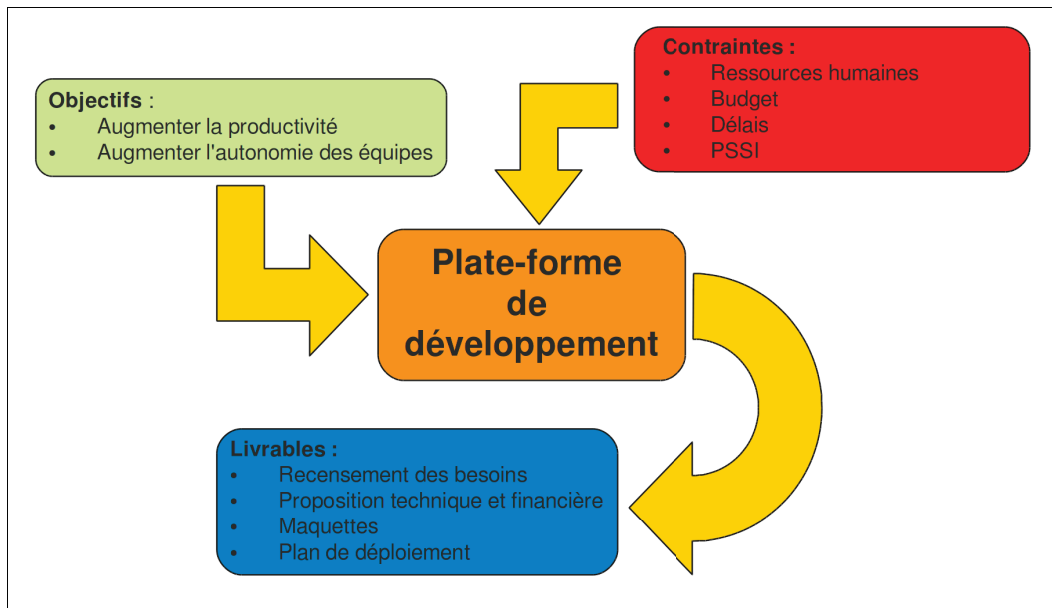 Objectifs :
• Augmenter la productivité
• Augmenter l'autonomie des équipes
Contraintes :
• Ressources humaines
• Budget
• Délais
• PSSI
Plate-forme
de
développement
Livrables :
• Recensement des besoins
• Proposition technique et financière
• Maquettes
• Plan de déploiement